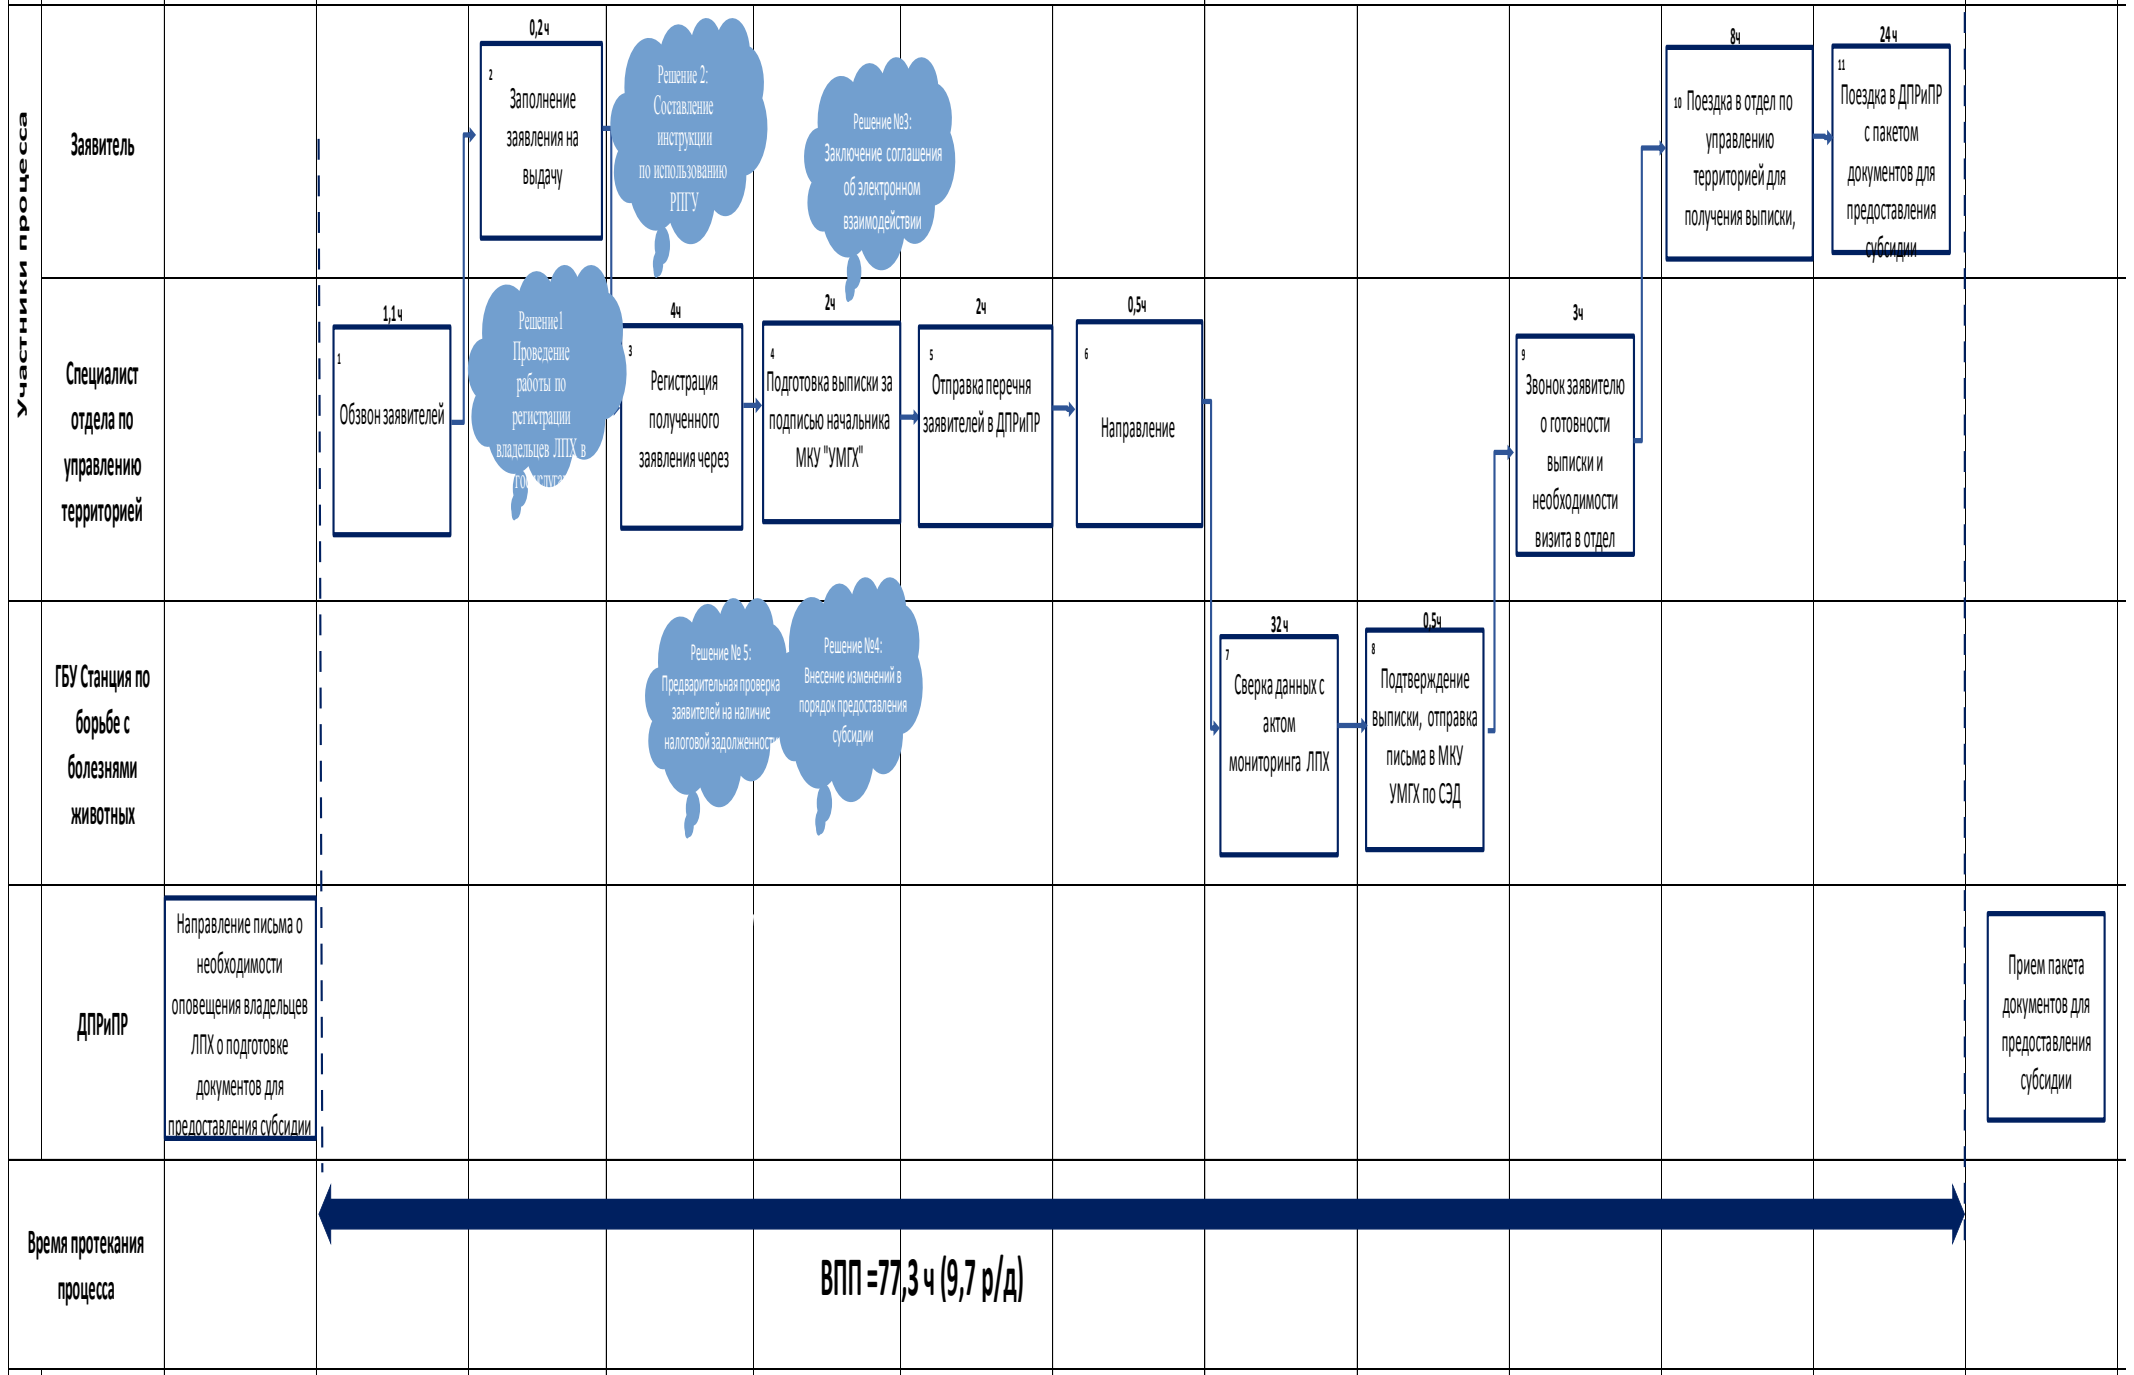 Участники процесса
Заявитель
0,2 ч
2
Заполнение
заявления на
выдачу
Решение 2:
Составление
инструкции
по использованию
РПГУ
Решение №3:
Заключение соглашения
об электронном
взаимодействии
8ч
10 Поездка в отдел по
управлению
территорией для
получения выписки,
24 ч
11
Поездка в ДПРиПР
с пакетом
документов для
предоставления
субсидии
Специалист
отдела по
управлению
территорией
1,1 ч
1
Обзвон заявителей
Решение1
Проведение
работы по
регистрации
владельцев ЛПХ в
4ч
3
Регистрация
полученного
заявления через
2ч
4
Подготовка выписки за
подписью начальника
МКУ "УМГХ"
2ч
5
Отправка перечня
заявителей в ДПРиПР
0,5ч
6
Направление
3ч
9
Звонок заявителю
о готовности
выписки и
необходимости
визита в отдел
ГБУ Станция по
борьбе с
болезнями
животных
Решение № 5:
Предварительная проверка
заявителей на наличие
налоговой задолженности
Решение №4:
Внесение изменений в
порядок предоставления
субсидии
32 ч
7
Сверка данных с
актом
мониторинга ЛПХ
0,5ч
8
Подтверждение
выписки, отправка
письма в МКУ
УМГХ по СЭД
ДПРиПР
Направление письма о
необходимости
оповещения владельцев
ЛПХ о подготовке
документов для
предоставления субсидии
Прием пакета
документов для
предоставления
субсидии
Время протекания
процесса
ВПП =77,3 ч (9,7 р/д)